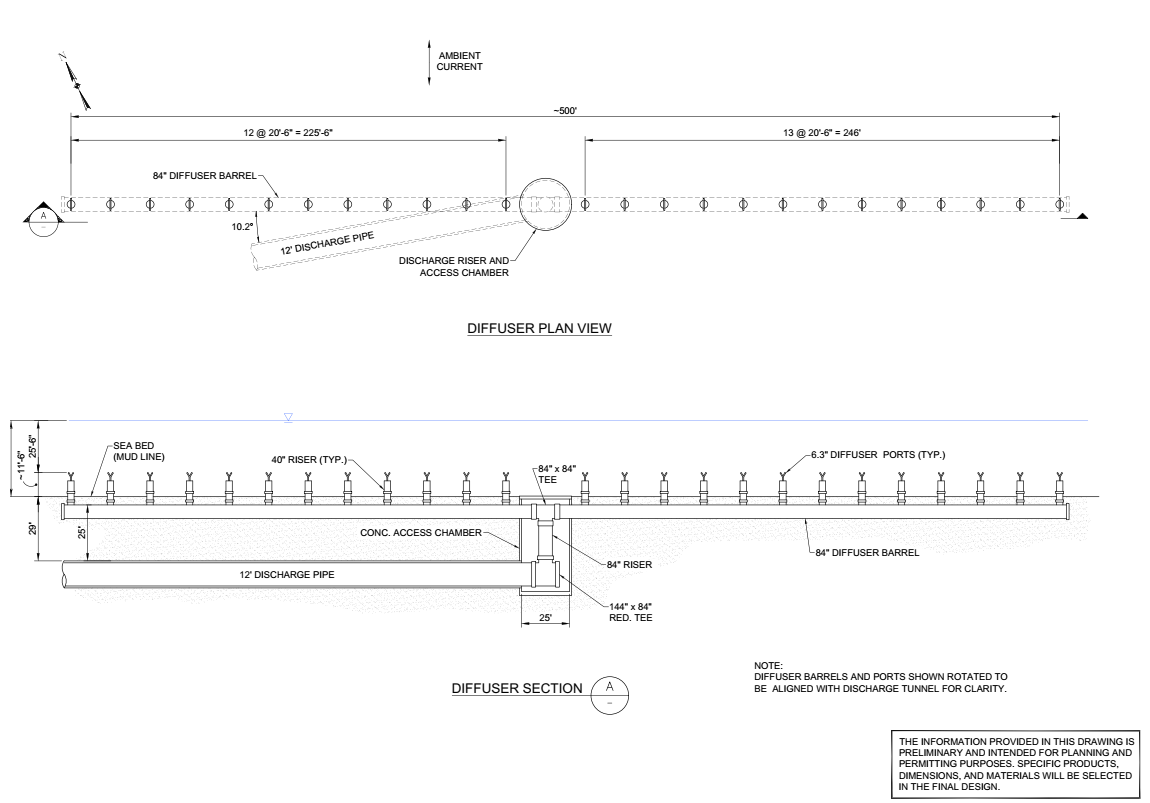 N
AMBIENT
CURRENT
~500'
12 @ 20'-6" = 225'-6"
13 @ 20'-6" = 246'
84" DIFFUSER BARREL
A
–
10.2°
12' DISCHARGE PIPE
DISCHARGE RISER AND
ACCESS CHAMBER
DIFFUSER PLAN VIEW
~11'-6"
25'-6"
SEA BED
(MUD LINE)
40" RISER (TYP.)
84" x 84"
TEE
6.3" DIFFUSER PORTS (TYP.)
29'
25'
CONC. ACCESS CHAMBER
84" DIFFUSER BARREL
84" RISER
12' DISCHARGE PIPE
144" x 84"
RED. TEE
25'
DIFFUSER SECTION
A
–
NOTE:
DIFFUSER BARRELS AND PORTS SHOWN ROTATED TO
BE ALIGNED WITH DISCHARGE TUNNEL FOR CLARITY.
THE INFORMATION PROVIDED IN THIS DRAWING IS
PRELIMINARY AND INTENDED FOR PLANNING AND
PERMITTING PURPOSES. SPECIFIC PRODUCTS,
DIMENSIONS, AND MATERIALS WILL BE SELECTED
IN THE FINAL DESIGN.